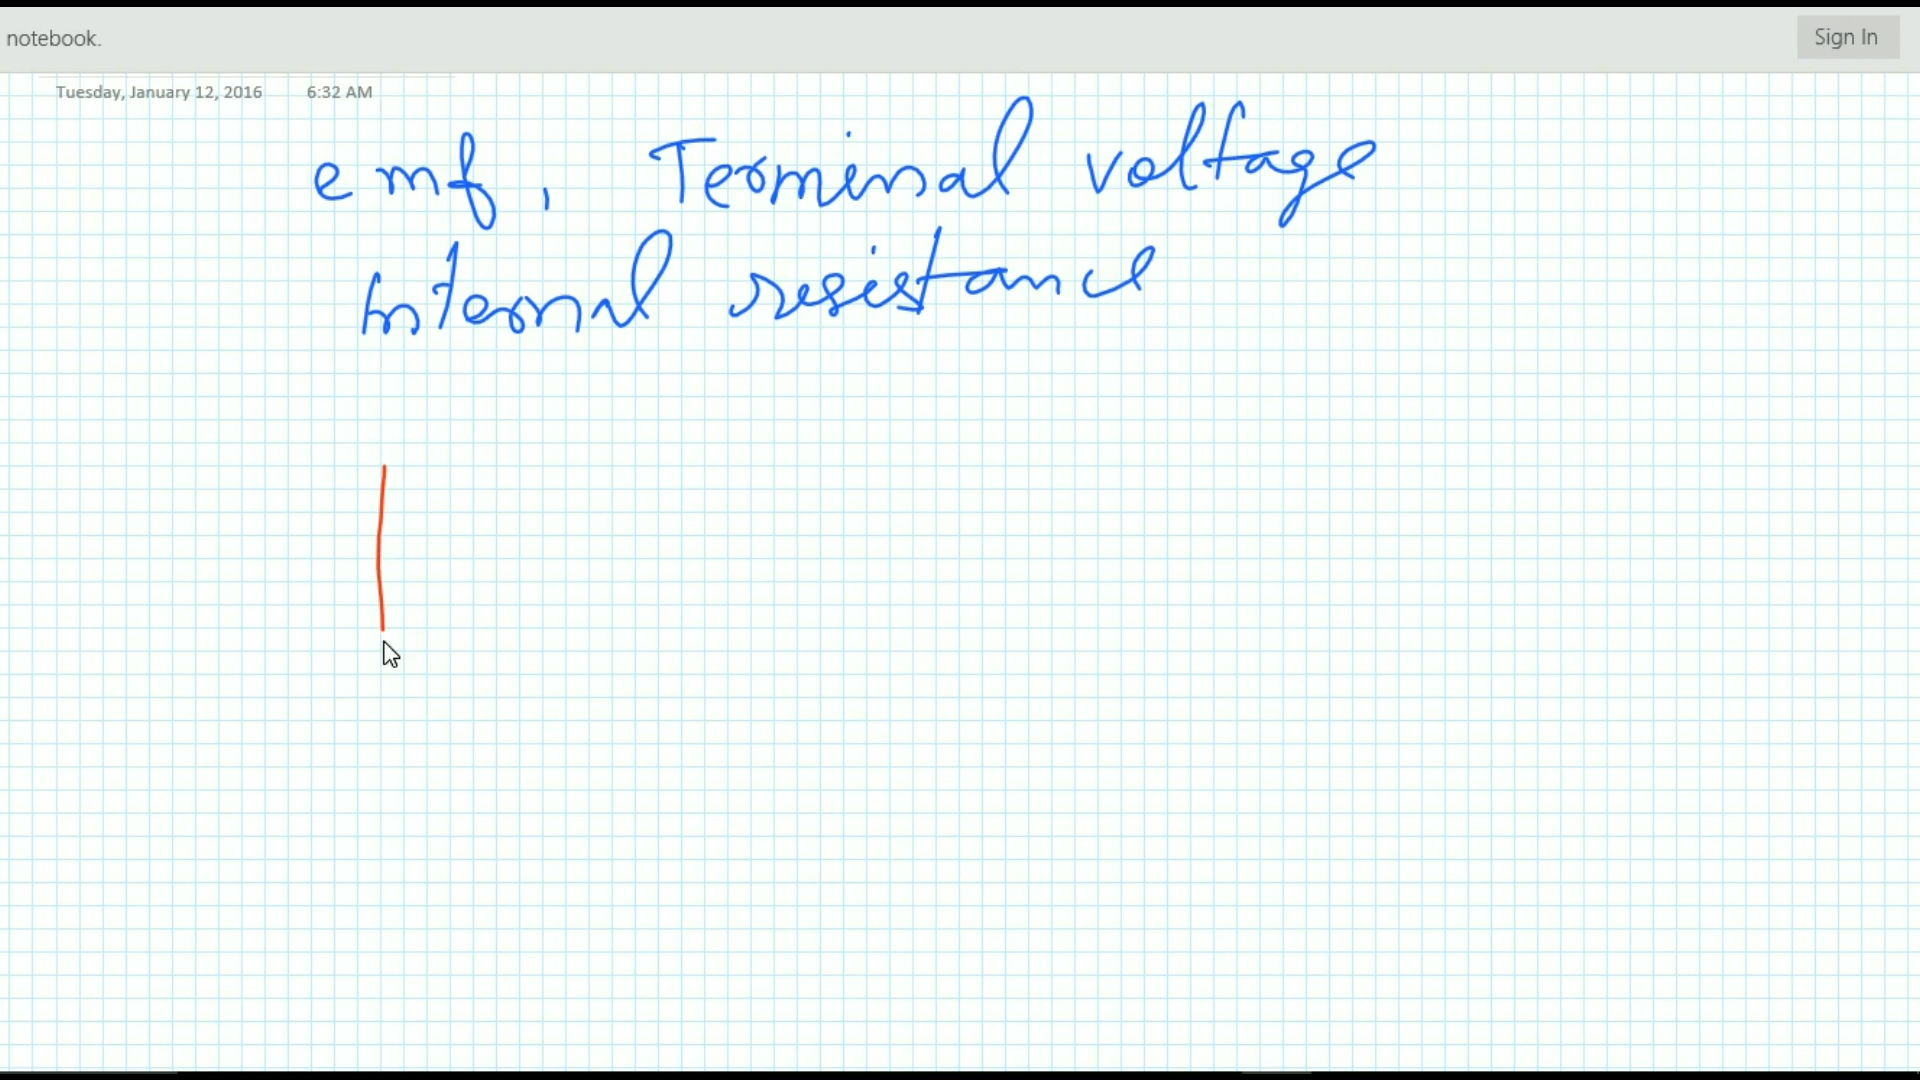 notebook.
Sign In
Tuesday, January 12, 2016 6:32 AM
emf, Terminal voltage
Internal resistance